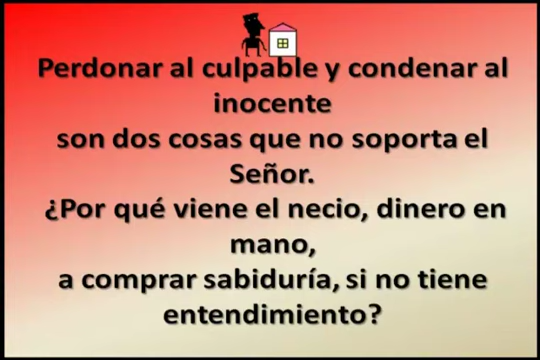 Perdonar al culpable y condenar al
inocente
son dos cosas que no soporta el
Señor.
¿Por qué viene el necio, dinero en
mano,
a comprar sabiduría, si no tiene
entendimiento?